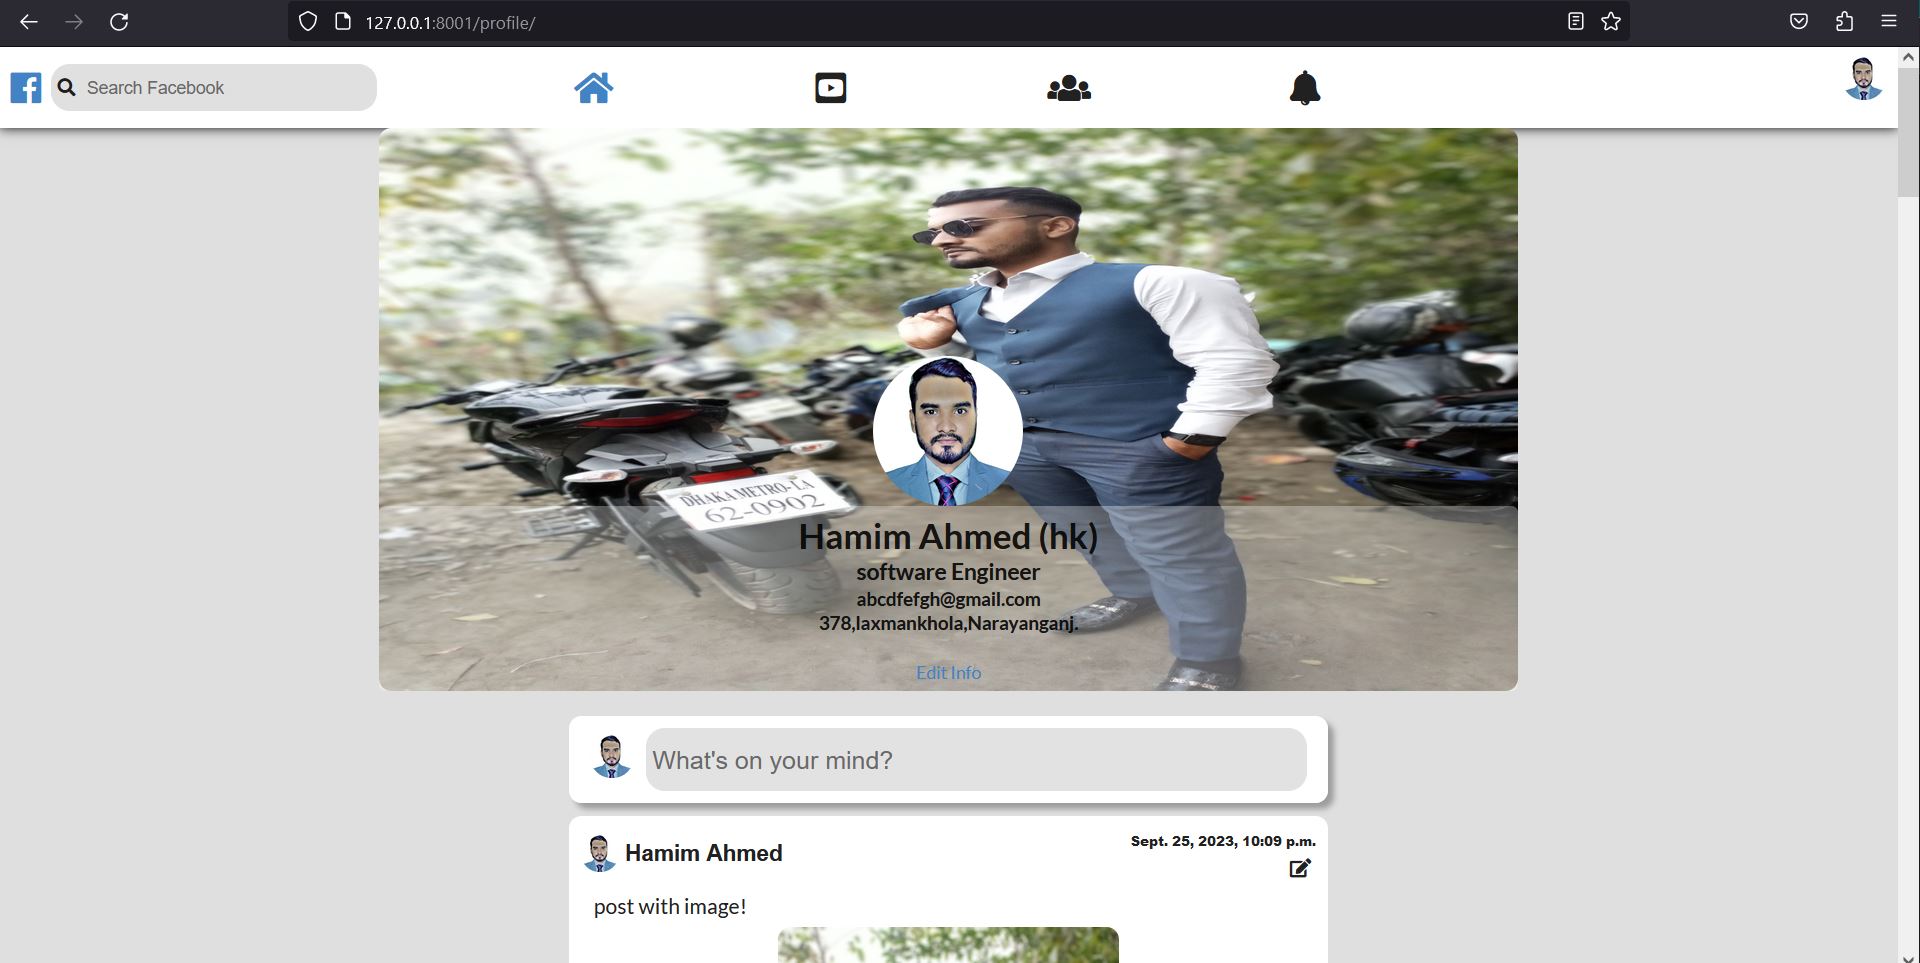 127.0.0.1:8001/profile/
Search Facebook
DHAKA METRO-LA
62-0902
Hamim Ahmed (hk)
software Engineer
abcdfefgh@gmail.com
378,laxmankhola,Narayanganj.
Edit Info
What's on your mind?
Hamim Ahmed
Sept. 25, 2023, 10:09 p.m.
post with image!